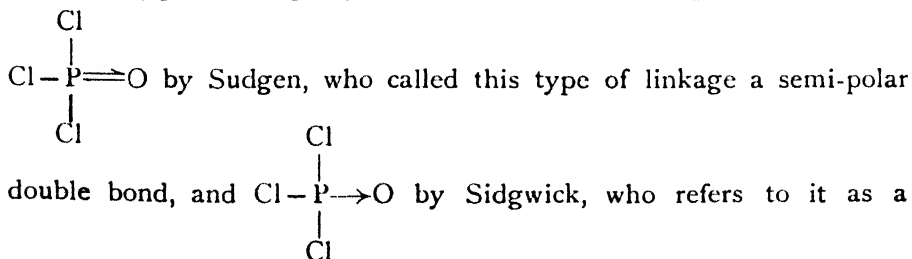 Cl
Cl–P=→O by Sudgen, who called this type of linkage a semi-polar
Cl
Cl
double bond, and Cl–P→O by Sidgwick, who refers to it as a
Cl